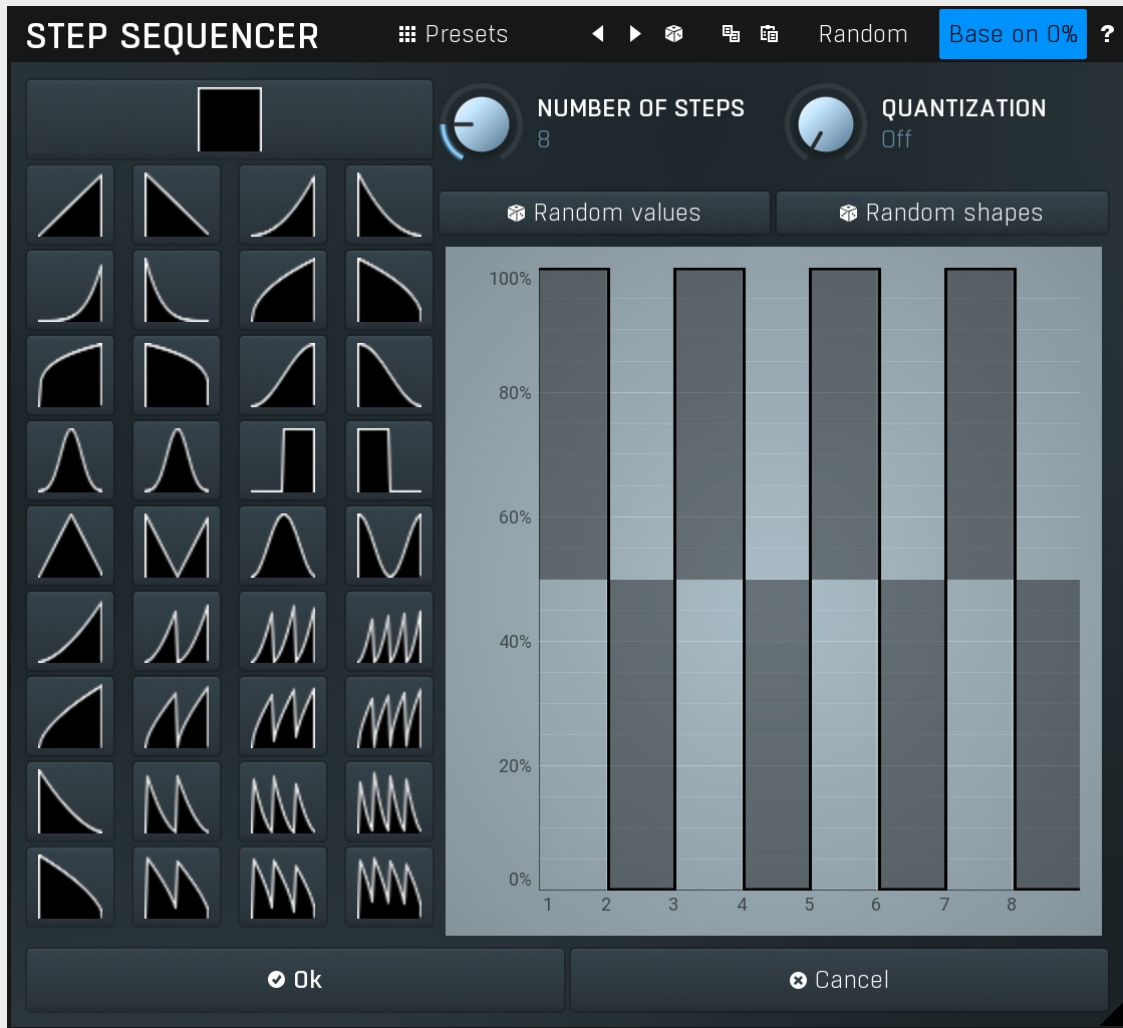 STEP SEQUENCER Presets Random Base on 0% ?
NUMBER OF STEPS
8
QUANTIZATION
Off
Random values
Random shapes
100%
80%
60%
40%
20%
0%
1 2 3 4 5 6 7 8
Ok
Cancel